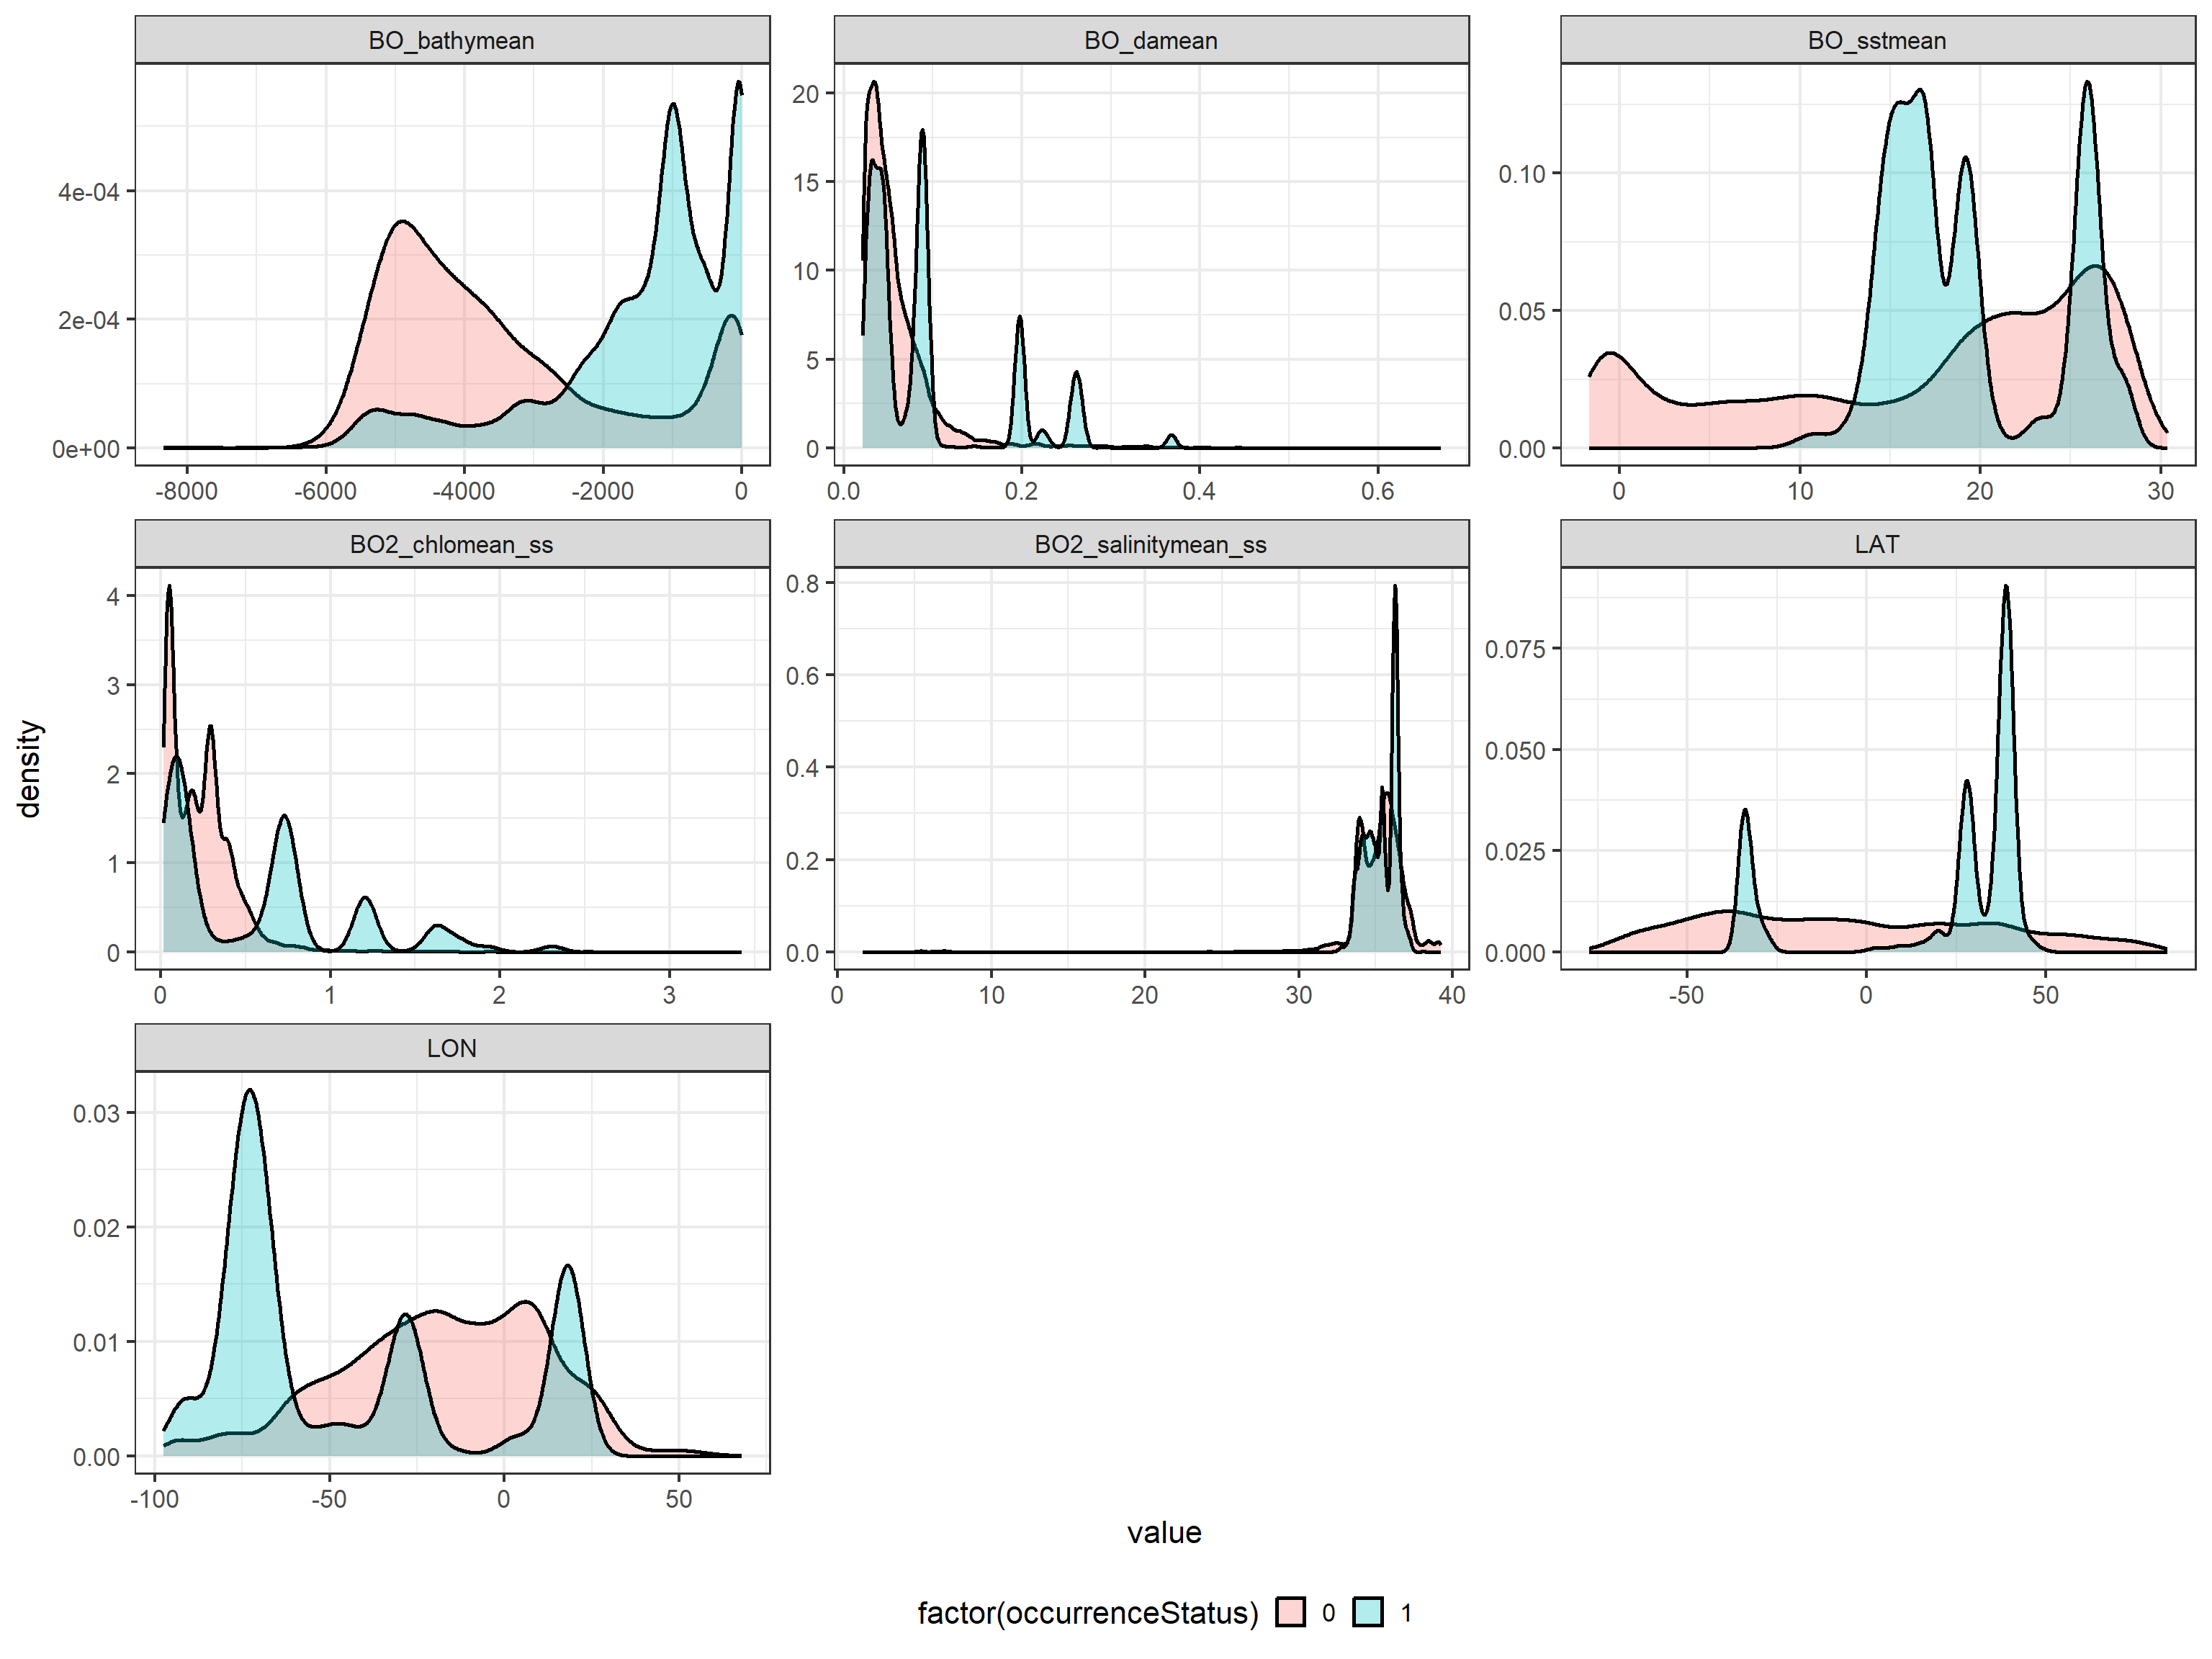 BO_bathymean
BO_damean
BO_sstmean
4e-04
2e-04
0e+00
-8000 -6000 -4000 -2000 0
20
15
10
5
0
0.0 0.2 0.4 0.6
0.10
0.05
0.00
0 10 20 30
BO2_chlomean_ss
BO2_salinitymean_ss
LAT
4
3
2
1
0
0 1 2 3
0.8
0.6
0.4
0.2
0.0
0 10 20 30 40
0.075
0.050
0.025
0.000
-50 0 50
density
LON
0.03
0.02
0.01
0.00
-100 -50 0 50
value
factor(occurrenceStatus) 0 1